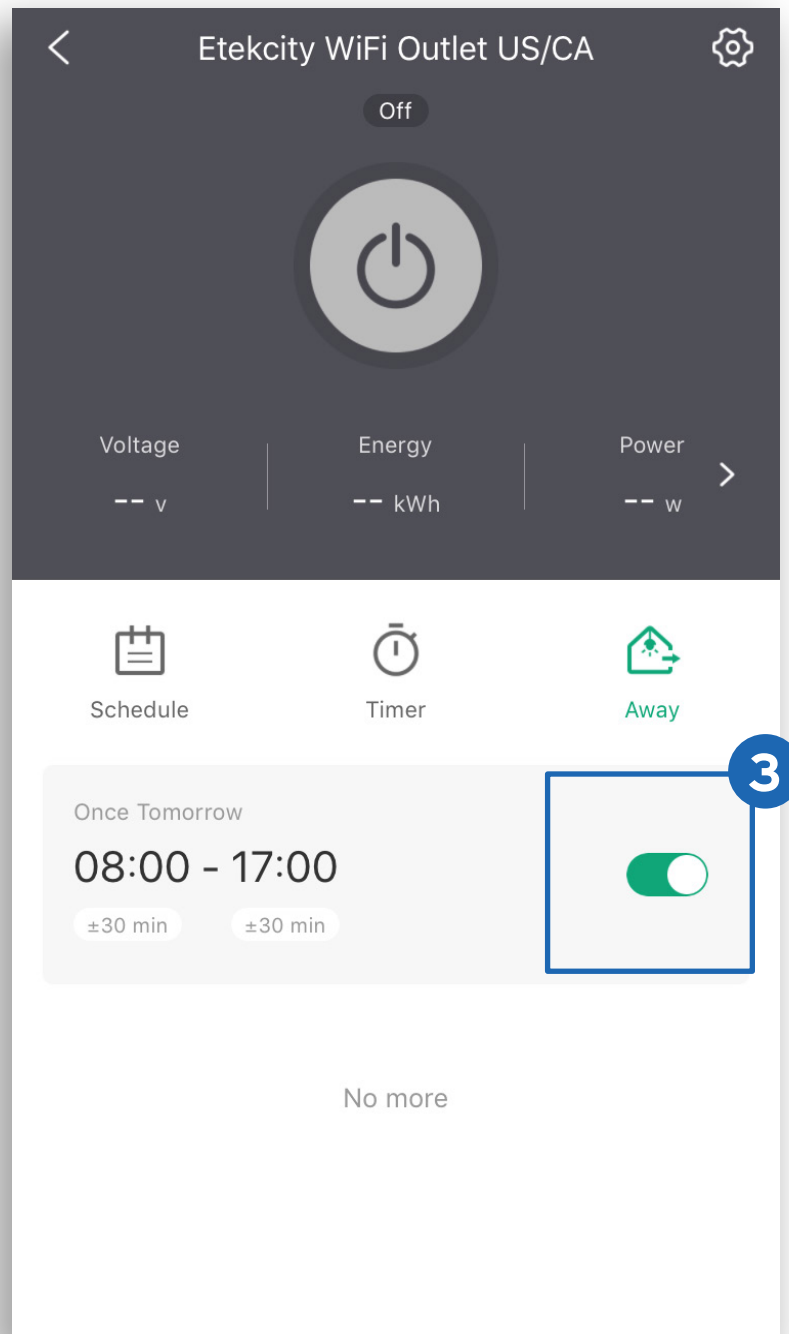 Etekcity WiFi Outlet US/CA
Off
Voltage Energy Power
-- v -- kWh -- w
Schedule Timer Away
3
Once Tomorrow
08:00 - 17:00
±30 min ±30 min
No more